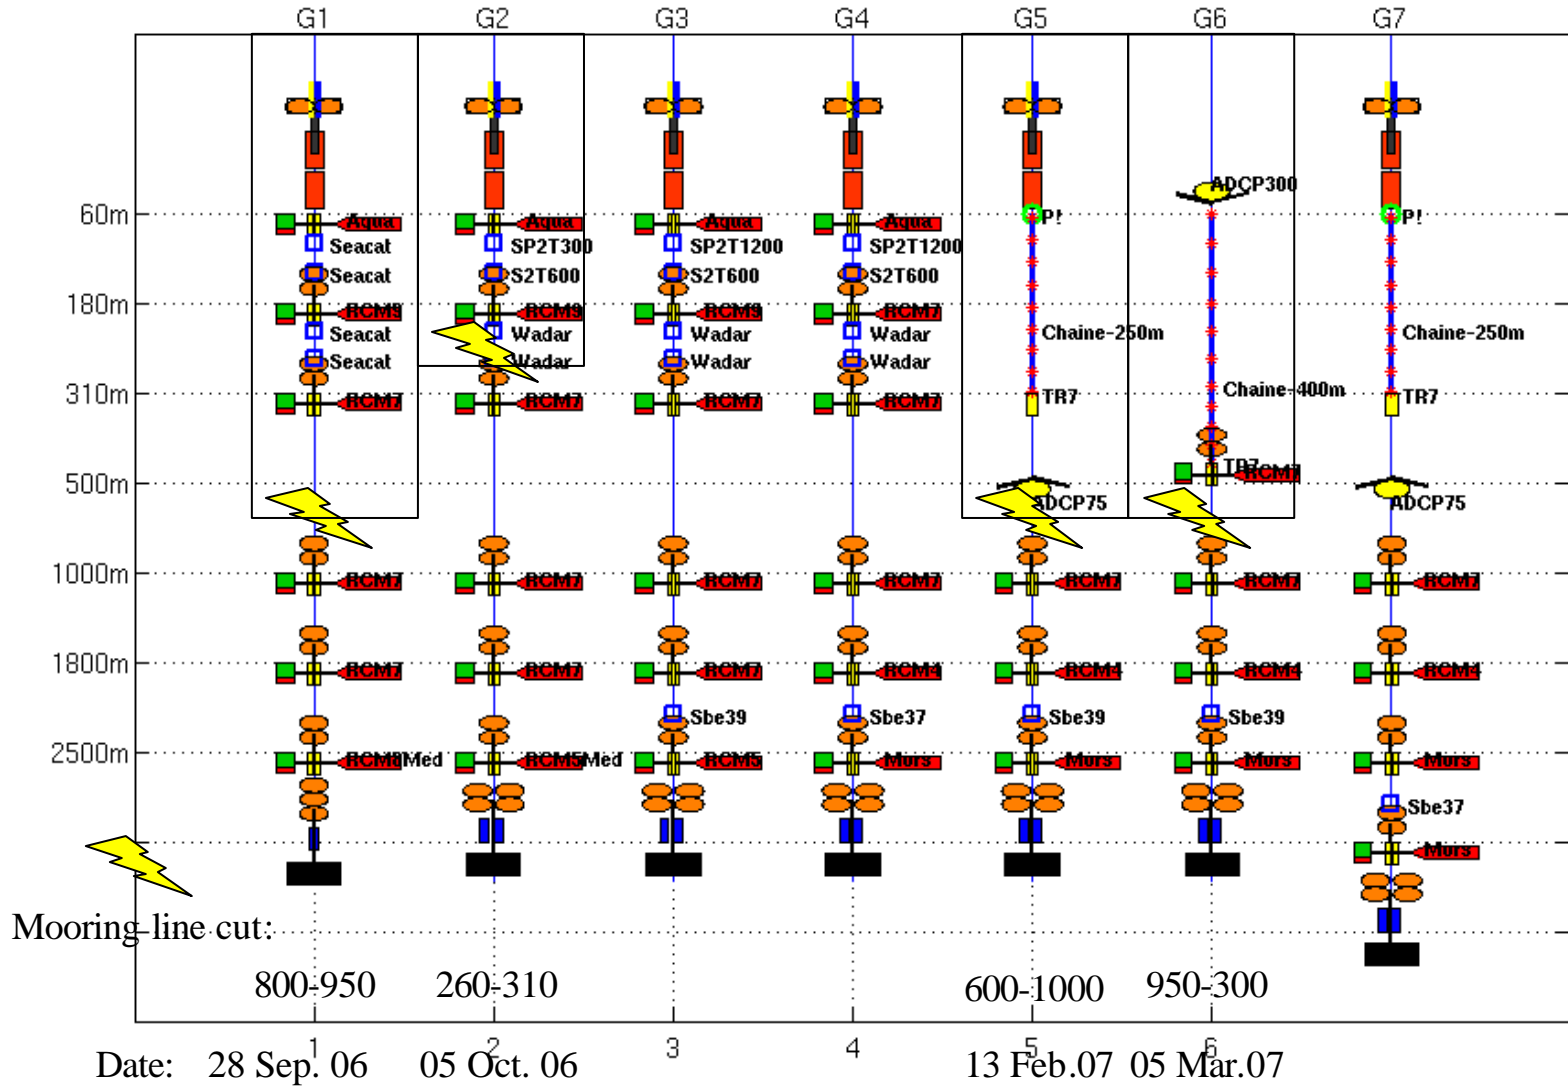 G1 G2 G3 G4 G5 G6 G7
ADCP300
60m P! P!
Aqua Aqua Aqua Aqua
Seacat SP2T300 SP2T1200 SP2T1200
Seacat S2T600 S2T600 S2T600
180m RCM9 RCM9 RCM9 RCM7
Seacat Wadar Wadar Wadar Chaine-250m Chaine-250m
Seacat Wadar Wadar Wadar
310m Chaine-400m
RCM7 RCM7 RCM7 RCM7 TR7 TR7
TR7 RCM7
500m
ADCP75 ADCP75
1000m RCM7 RCM7 RCM7 RCM7 RCM7 RCM7 RCM7
1800m RCM7 RCM7 RCM7 RCM4 RCM4 RCM4 RCM4
Sbe39 Sbe37 Sbe39 Sbe39
2500m RCM8Med RCM5Med RCM5 Mors Mors Mors Mors
Sbe37
Mors
Mooring line cut:
800-950 260-310 600-1000 950-300
1 2 3 4 5 6
Date: 28 Sep. 06 05 Oct. 06 13 Feb.07 05 Mar.07